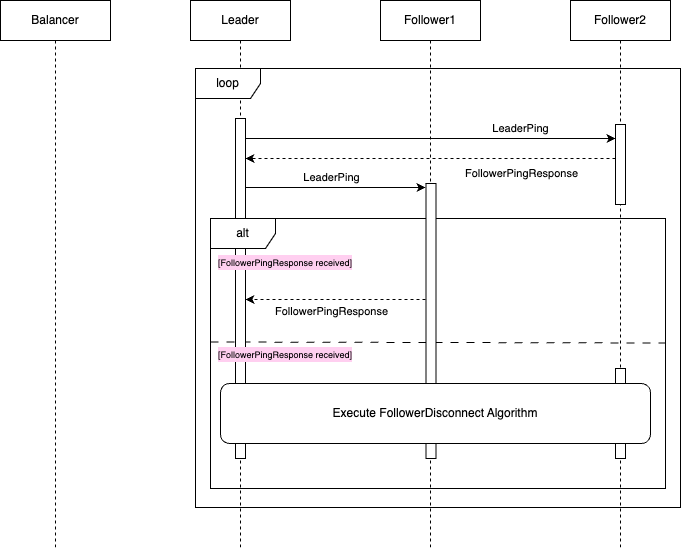 Balancer
Leader
Follower1
Follower2
loop
LeaderPing
FollowerPingResponse
LeaderPing
alt
[FollowerPingResponse received]
FollowerPingResponse
[FollowerPingResponse received]
Execute FollowerDisconnect Algorithm